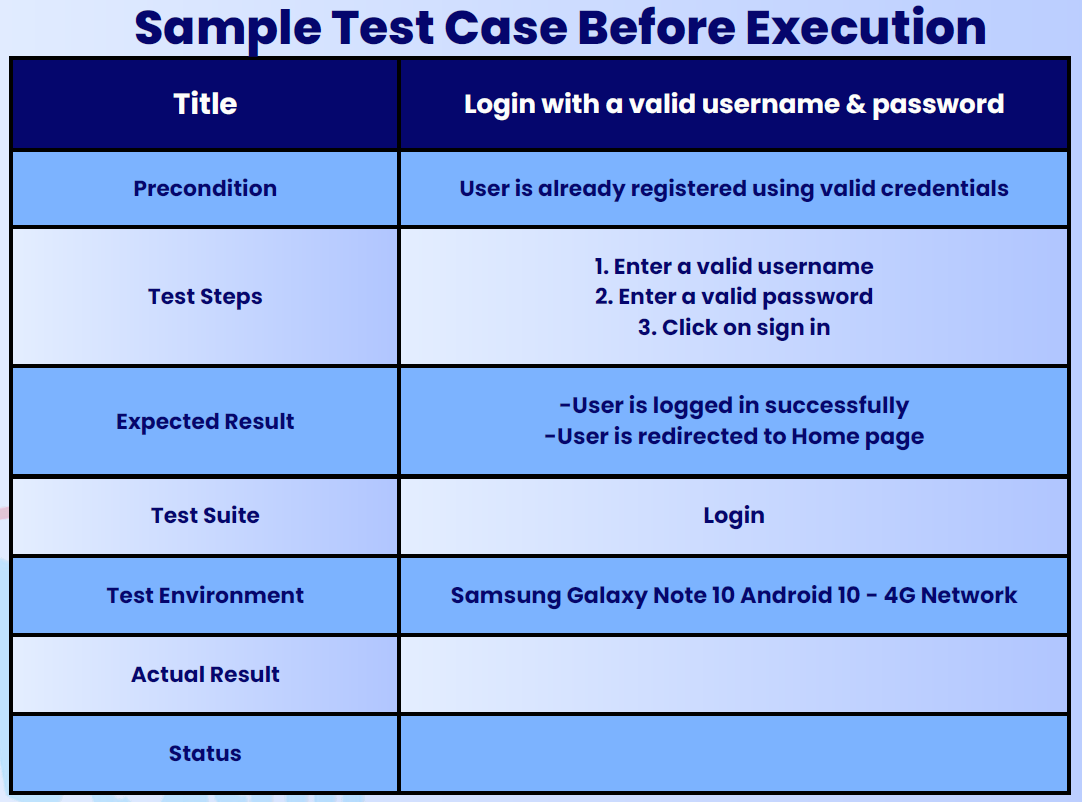 Sample Test Case Before Execution
Title
Login with a valid username & password
Precondition
User is already registered using valid credentials
Test Steps
1. Enter a valid username
2. Enter a valid password
3. Click on sign in
Expected Result
-User is logged in successfully
-User is redirected to Home page
Test Suite
Login
Test Environment
Samsung Galaxy Note 10 Android 10 - 4G Network
Actual Result
Status